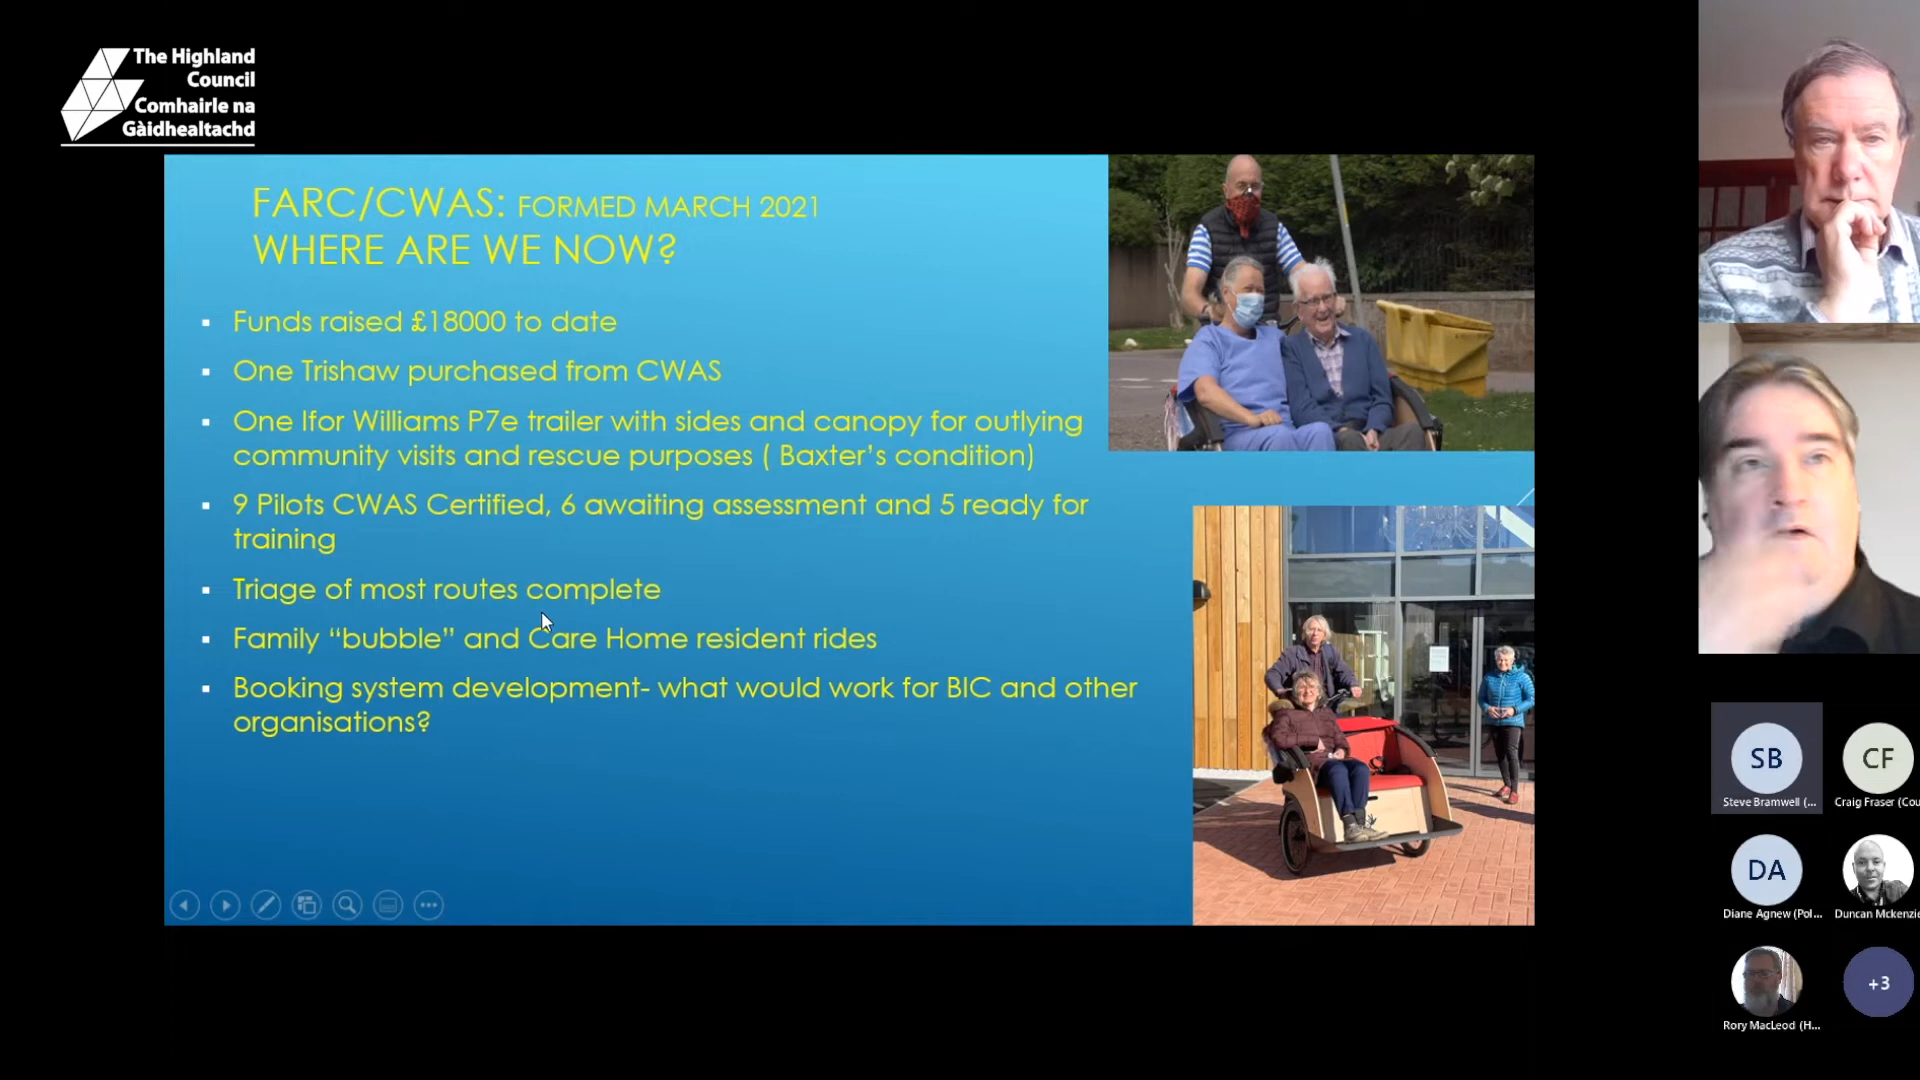 The Highland
Council
Comhairle na
Gàidhealtachd
FARC/CWAS: FORMED MARCH 2021
WHERE ARE WE NOW?
▪ Funds raised £18000 to date
▪ One Trishaw purchased from CWAS
▪ One Ifor Williams P7e trailer with sides and canopy for outlying
community visits and rescue purposes ( Baxter’s condition)
▪ 9 Pilots CWAS Certified, 6 awaiting assessment and 5 ready for
training
▪ Triage of most routes complete
▪ Family “bubble” and Care Home resident rides
▪ Booking system development- what would work for BIC and other
organisations?
SB
CF
Steve Bramwell (...
Craig Fraser (Cou
DA
Diane Agnew (Pol...
Duncan Mckenzie
+3
Rory MacLeod (H...